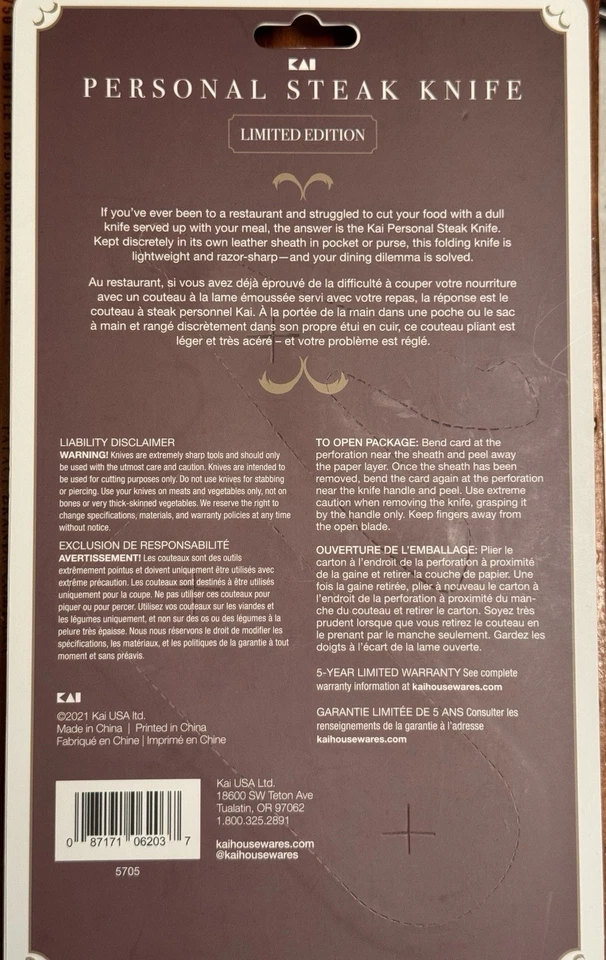 KAI
PERSONAL STEAK KNIFE
LIMITED EDITION
If you've ever been to a restaurant and struggled to cut your food with a dull
knife served up with your meal, the answer is the Kai Personal Steak Knife.
Kept discretely in its own leather sheath in pocket or purse, this folding knife is
lightweight and razor-sharp—and your dining dilemma is solved.
Au restaurant, si vous avez déjà éprouvé de la difficulté à couper votre nourriture
avec un couteau à la lame émoussée servi avec votre repas, la réponse est le
couteau à steak personnel Kai. À la portée de la main dans une poche ou le sac
à main et rangé discrètement dans son propre étui en cuir, ce couteau pliant est
léger et très acéré – et votre problème est réglé.
LIABILITY DISCLAIMER
WARNING! Knives are extremely sharp tools and should only
be used with the utmost care and caution. Knives are intended to
be used for cutting purposes only. Do not use knives for stabbing
or piercing. Use your knives on meats and vegetables only, not on
bones or very thick-skinned vegetables. We reserve the right to
change specifications, materials, and warranty policies at any time
without notice.
EXCLUSION DE RESPONSABILITÉ
AVERTISSEMENT! Les couteaux sont des outils
extrêmement pointus et doivent uniquement être utilisés avec
extrême précaution. Les couteaux sont destinés à être utilisés
uniquement pour la coupe. Ne pas utiliser ces couteaux pour
piquer ou pour percer. Utilisez vos couteaux sur les viandes et
les légumes uniquement, et non sur des os ou des légumes à la
pelure très épaisse. Nous nous réservons le droit de modifier les
spécifications, les matériaux, et les politiques de la garantie à tout
moment et sans préavis.
KAI
©2021 Kai USA ltd.
Made in China | Printed in China
Fabriqué en Chine | Imprimé en China
TO OPEN PACKAGE: Bend card at the
perforation near the sheath and peel away
the paper layer. Once the sheath has been
removed, bend the card again at the perforation
near the knife handle and peel. Use extreme
caution when removing the knife, grasping it
by the handle only. Keep fingers away from
the open blade.
OUVERTURE DE L'EMBALLAGE: Plier le
carton à l'endroit de la perforation à proximité
de la gaine et retirer la couche de papier. Une
fois la gaine retirée, plier à nouveau le carton à
l'endroit de la perforation à proximité du man-
che du couteau et retirer le carton. Soyez très
prudent lorsque que vous retirez le couteau en
le prenant par le manche seulement. Gardez les
doigts à l'écart de la lame ouverte.
5-YEAR LIMITED WARRANTY See complete
warranty information at kaihousewares.com
GARANTIE LIMITÉE DE 5 ANS Consulter les
renseignements de la garantie à l'adresse
kaihousewares.com
0 87171 06203 7
5705
Kai USA Ltd.
18600 SW Teton Ave
Tualatin, OR 97062
1.800.325.2891
kaihousewares.com
@kaihousewares